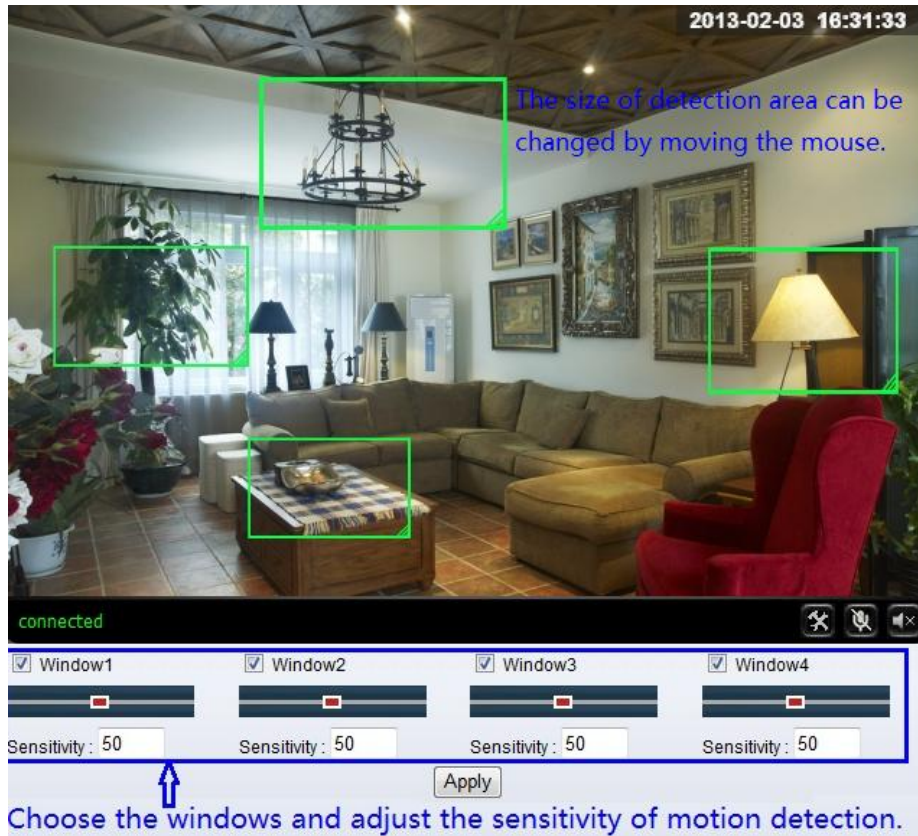 2013-02-03 16:31:33
The size of detection area can be
changed by moving the mouse.
connected
Window1 Window2 Window3 Window4
Sensitivity : 50 Sensitivity : 50 Sensitivity : 50 Sensitivity : 50
Apply
Choose the windows and adjust the sensitivity of motion detection.